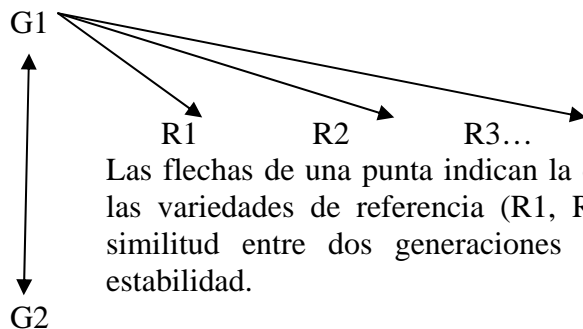 G1
R1 R2 R3…
Las flechas de una punta indican la
las variedades de referencia (R1,
similitud entre dos generaciones
estabilidad.
G2